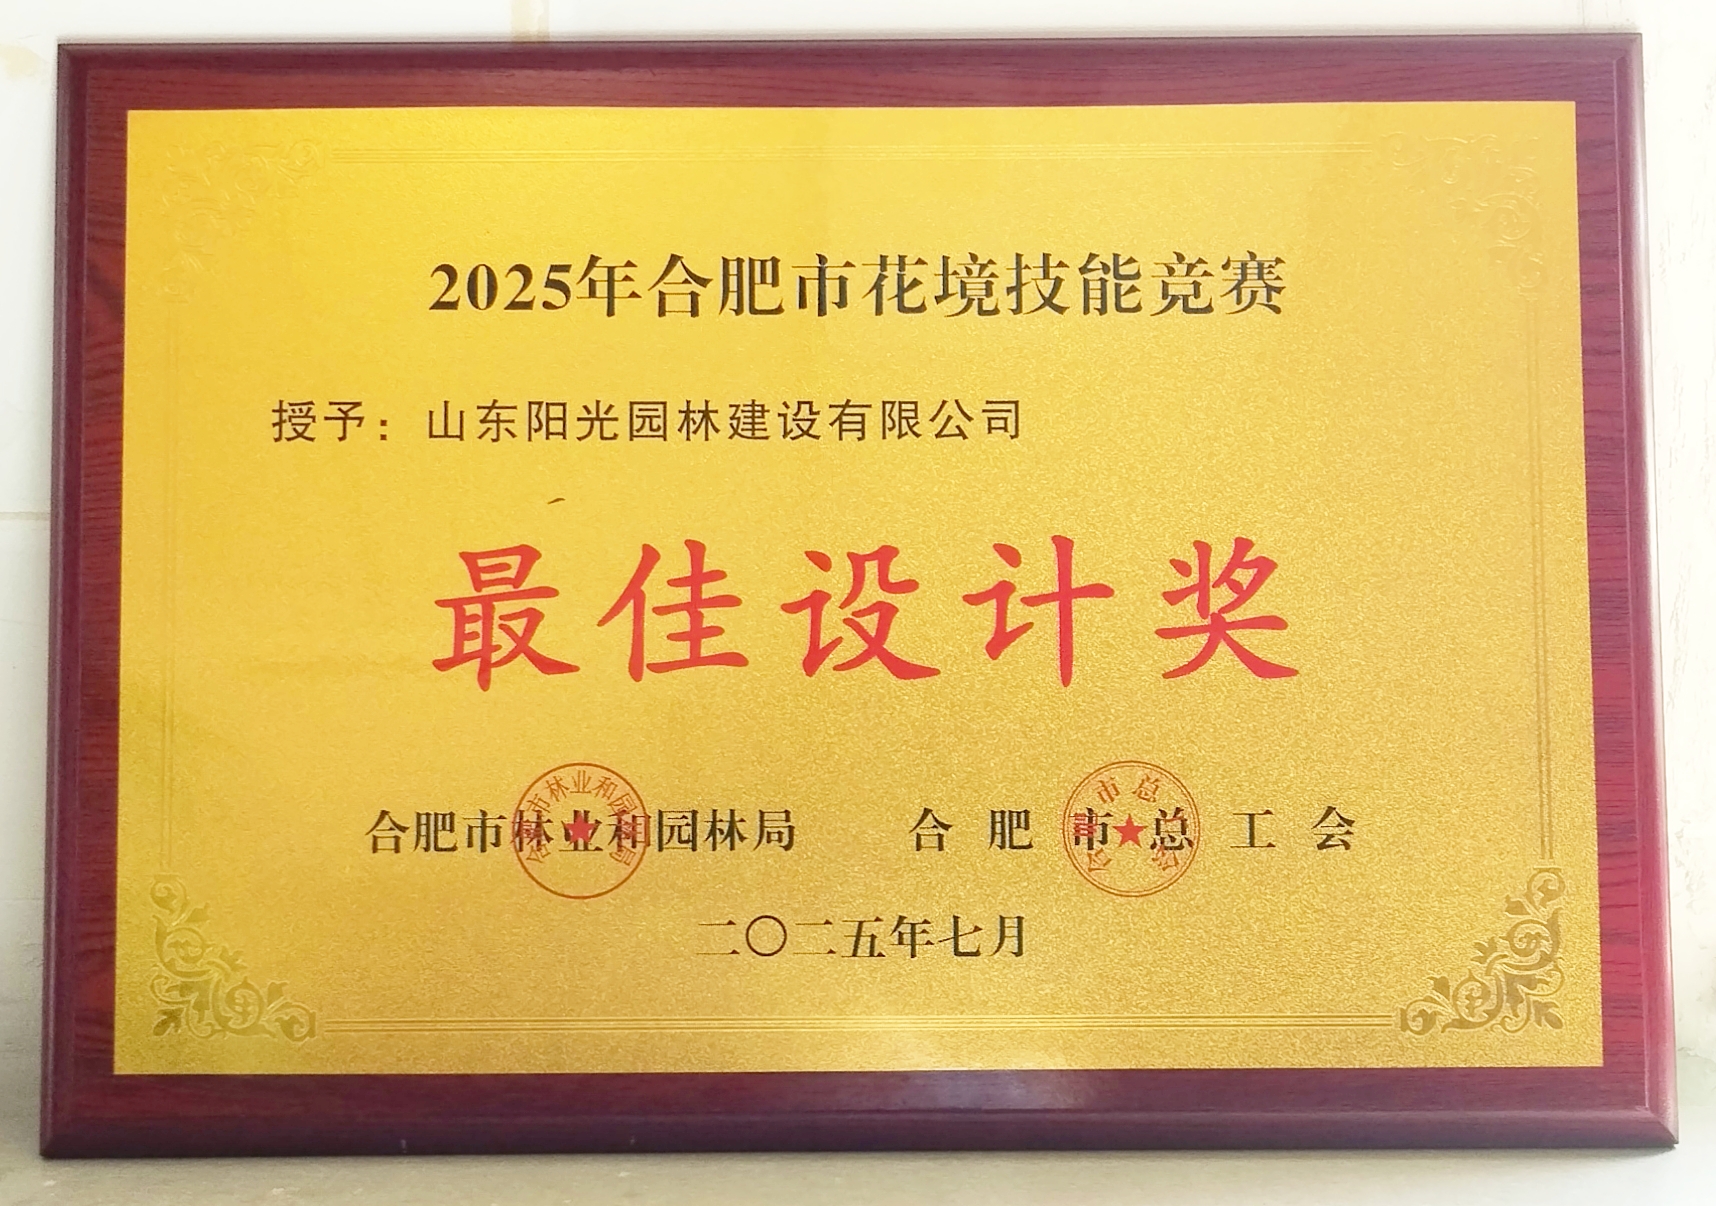 2025年合肥市花境技能竞赛
授予：山东阳光园林建设有限公司
最佳设计奖
合肥市林业和园林局 合肥市总工会
二〇二五年七月